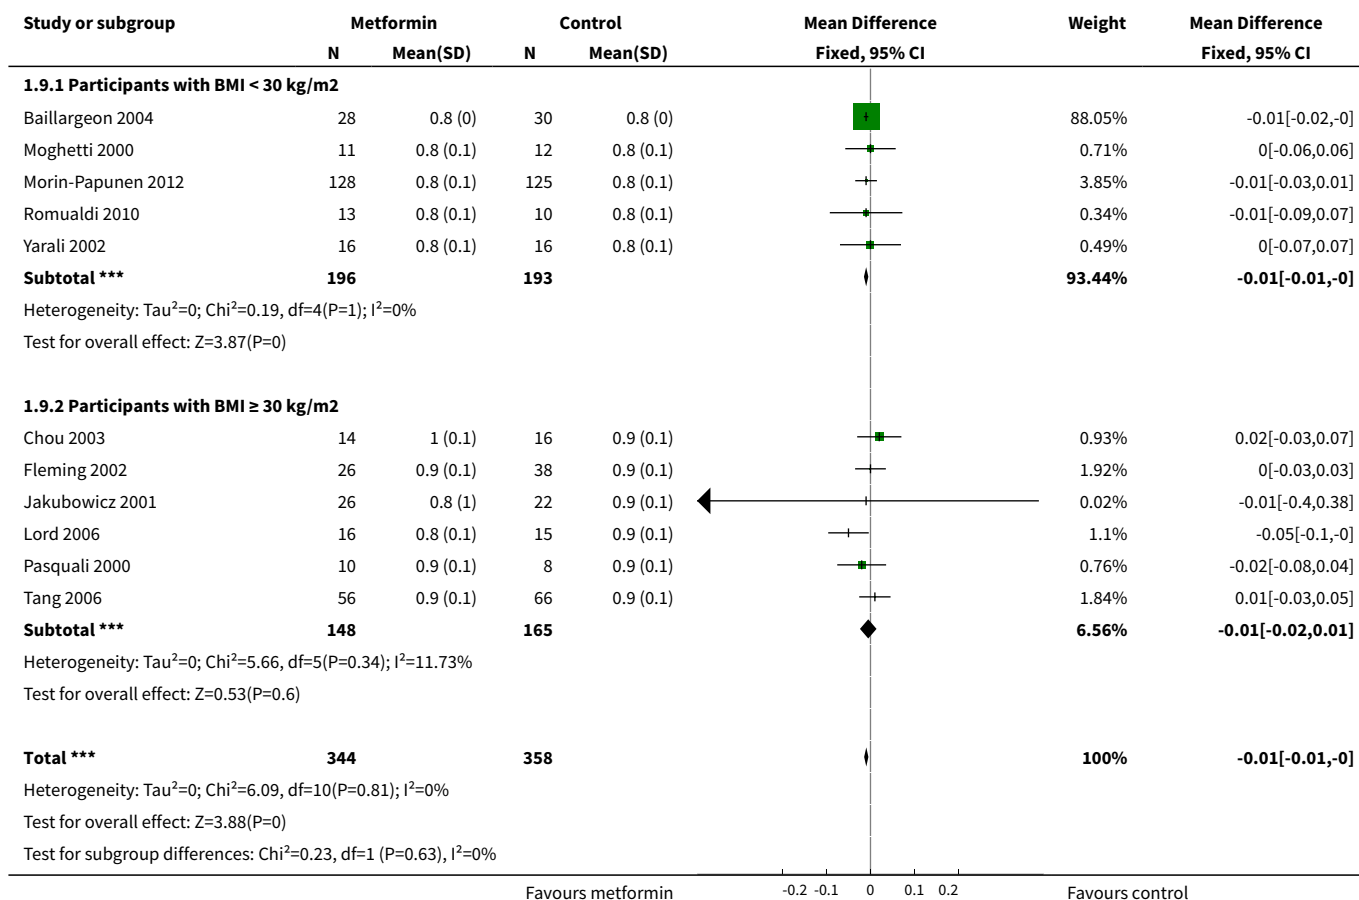 Study or subgroup Metformin Control Mean Difference Weight Mean Difference
N Mean(SD) N Mean(SD) Fixed, 95% CI Fixed, 95% CI
1.9.1 Participants with BMI < 30 kg/m2
Baillargeon 2004 28 0.8 (0) 30 0.8 (0) 88.05% -0.01[-0.02,-0]
Moghetti 2000 11 0.8 (0.1) 12 0.8 (0.1) 0.71% 0[-0.06,0.06]
Morin-Papunen 2012 128 0.8 (0.1) 125 0.8 (0.1) 3.85% -0.01[-0.03,0.01]
Romualdi 2010 13 0.8 (0.1) 10 0.8 (0.1) 0.34% -0.01[-0.09,0.07]
Yarali 2002 16 0.8 (0.1) 16 0.8 (0.1) 0.49% 0[-0.07,0.07]
Subtotal *** 196 193 93.44% -0.01[-0.01,-0]
Heterogeneity: Tau²=0; Chi²=0.19, df=4(P=1); I²=0%
Test for overall effect: Z=3.87(P=0)
1.9.2 Participants with BMI ≥ 30 kg/m2
Chou 2003 14 1 (0.1) 16 0.9 (0.1) 0.93% 0.02[-0.03,0.07]
Fleming 2002 26 0.9 (0.1) 38 0.9 (0.1) 1.92% 0[-0.03,0.03]
Jakubowicz 2001 26 0.8 (1) 22 0.9 (0.1) 0.02% -0.01[-0.4,0.38]
Lord 2006 16 0.8 (0.1) 15 0.9 (0.1) 1.1% -0.05[-0.1,-0]
Pasquali 2000 10 0.9 (0.1) 8 0.9 (0.1) 0.76% -0.02[-0.08,0.04]
Tang 2006 56 0.9 (0.1) 66 0.9 (0.1) 1.84% 0.01[-0.03,0.05]
Subtotal *** 148 165 6.56% -0.01[-0.02,0.01]
Heterogeneity: Tau²=0; Chi²=5.66, df=5(P=0.34); I²=11.73%
Test for overall effect: Z=0.53(P=0.6)
Total *** 344 358 100% -0.01[-0.01,-0]
Heterogeneity: Tau²=0; Chi²=6.09, df=10(P=0.81); I²=0%
Test for overall effect: Z=3.88(P=0)
Test for subgroup differences: Chi²=0.23, df=1 (P=0.63), I²=0%
Favours metformin -0.2 -0.1 0 0.1 0.2 Favours control